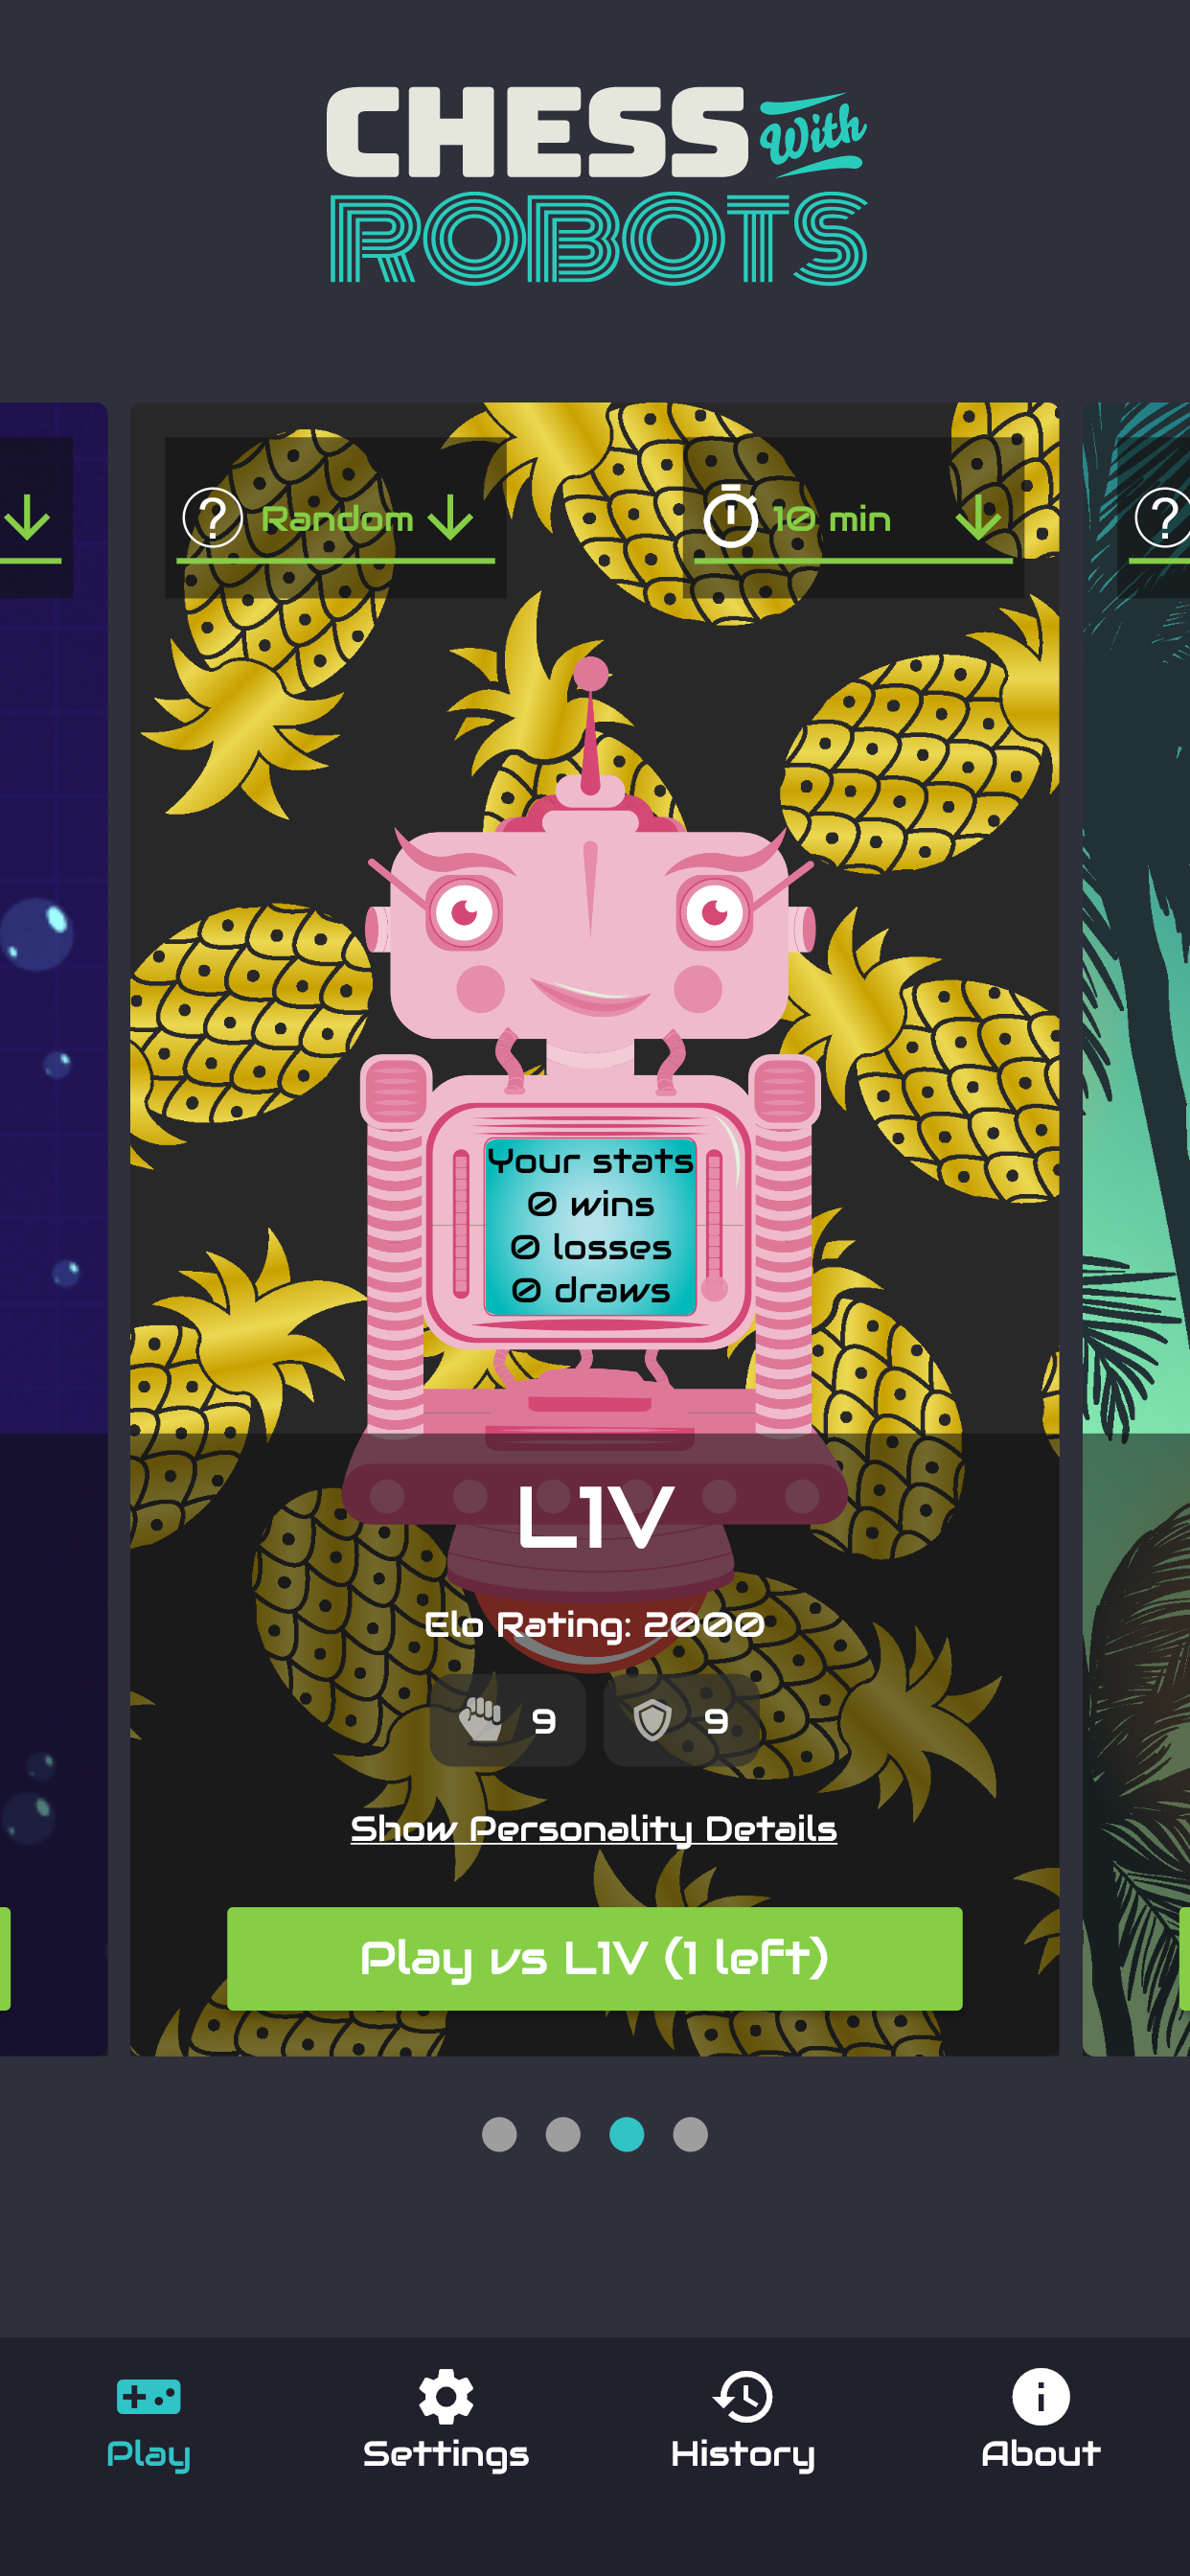 CHESS With
ROBOTS
? Random
10 min
?
Your stats
0 wins
0 losses
0 draws
L1V
Elo Rating: 2000
9 9
Show Personality Details
Play vs L1V (1 left)
Play Settings History About